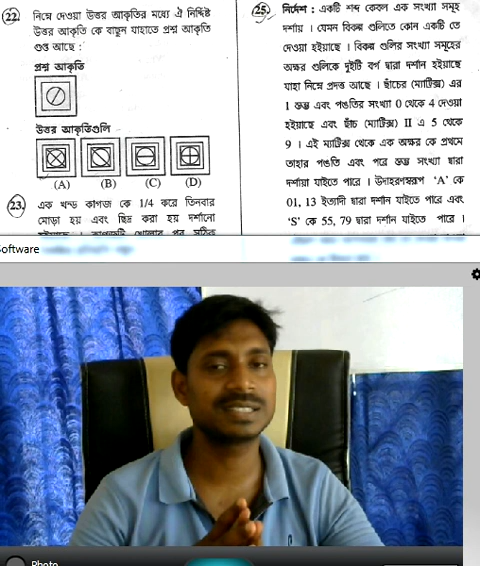 22. নিম্নে দেওয়া উত্তর আকৃতির মধ্যে ঐ নির্দ্দিষ্ট
উত্তর আকৃতি কে বাছুন যাহাতে প্রশ্ন আকৃতি
গুপ্ত আছে :
প্রশ্ন আকৃতি
উত্তর আকৃতিগুলি
(A) (B) (C) (D)
23. এক খন্ড কাগজ কে 1/4 করে তিনবার
মোড়া হয় এবং ছিদ্র করা হয় দর্শানো
25. নির্দেশ : একটি শব্দ কেবল এক সংখ্যা সমূহ
দর্শায় । যেমন বিকল্প গুলিতে কোন একটি তে
দেওয়া হইয়াছে । বিকল্প গুলির সংখ্যা সমূহের
অক্ষর গুলিকে দুইটি বর্গ দ্বারা দর্শান হইয়াছে
যাহা নিম্নে প্রদত্ত আছে । ছাঁচের (ম্যাট্রিক্স) এর
1 স্তম্ভ এবং পঙতির সংখ্যা 0 থেকে 4 দেওয়া
হইয়াছে এবং ছাঁচ (ম্যাট্রিক্স) II এ 5 থেকে
9 । এই ম্যাট্রিক্স থেকে এক অক্ষর কে প্রথমে
তাহার পঙতি এবং পরে স্তম্ভ সংখ্যা দ্বারা
দর্শায়া যাইতে পারে । উদাহরণস্বরূপ 'A' কে
01, 13 ইত্যাদী দ্বারা দর্শান যাইতে পারে এবং
'S' কে 55, 79 দ্বারা দর্শান যাইতে পারে ।
oftware
Photo